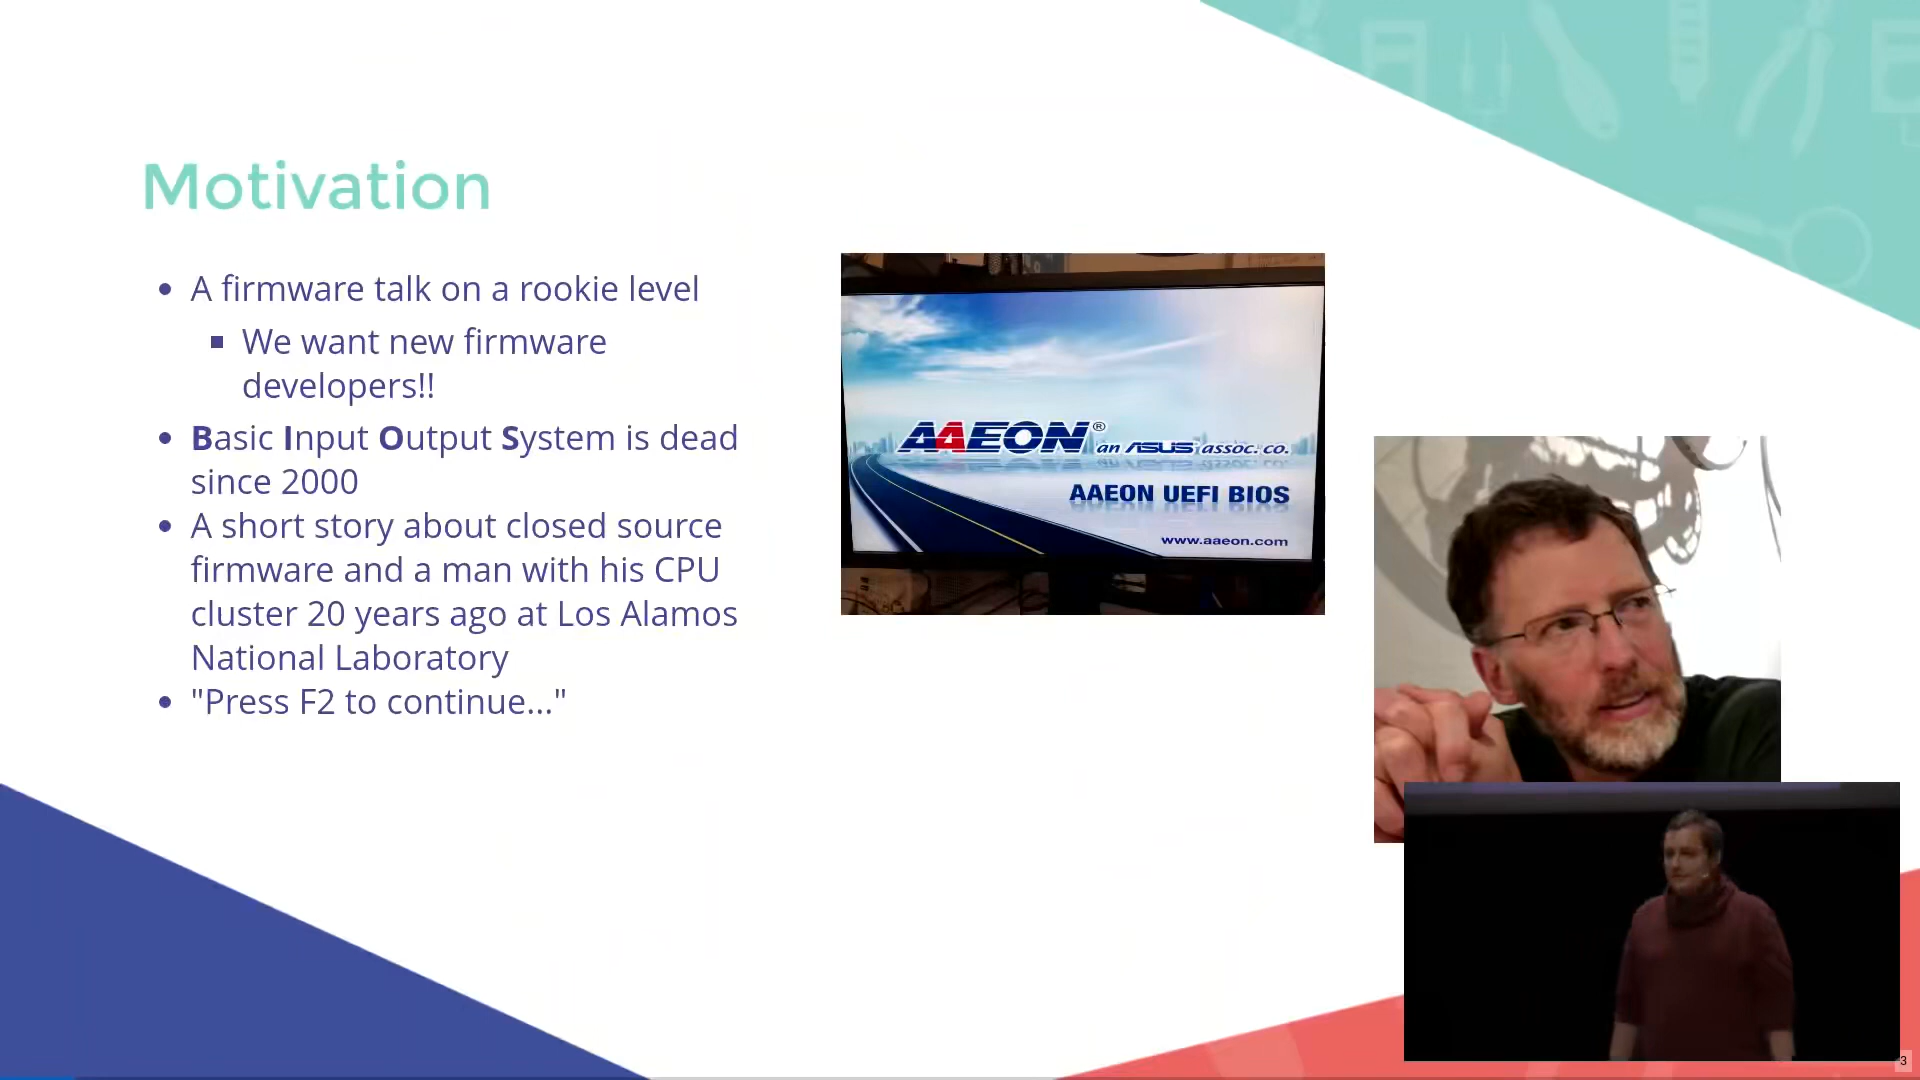 Motivation
A firmware talk on a rookie level
We want new firmware
developers!!
Basic Input Output System is dead
since 2000
A short story about closed source
firmware and a man with his CPU
cluster 20 years ago at Los Alamos
National Laboratory
"Press F2 to continue..."
AAEON® an ASUS assoc. co.
AAEON UEFI BIOS
www.aaeon.com
3